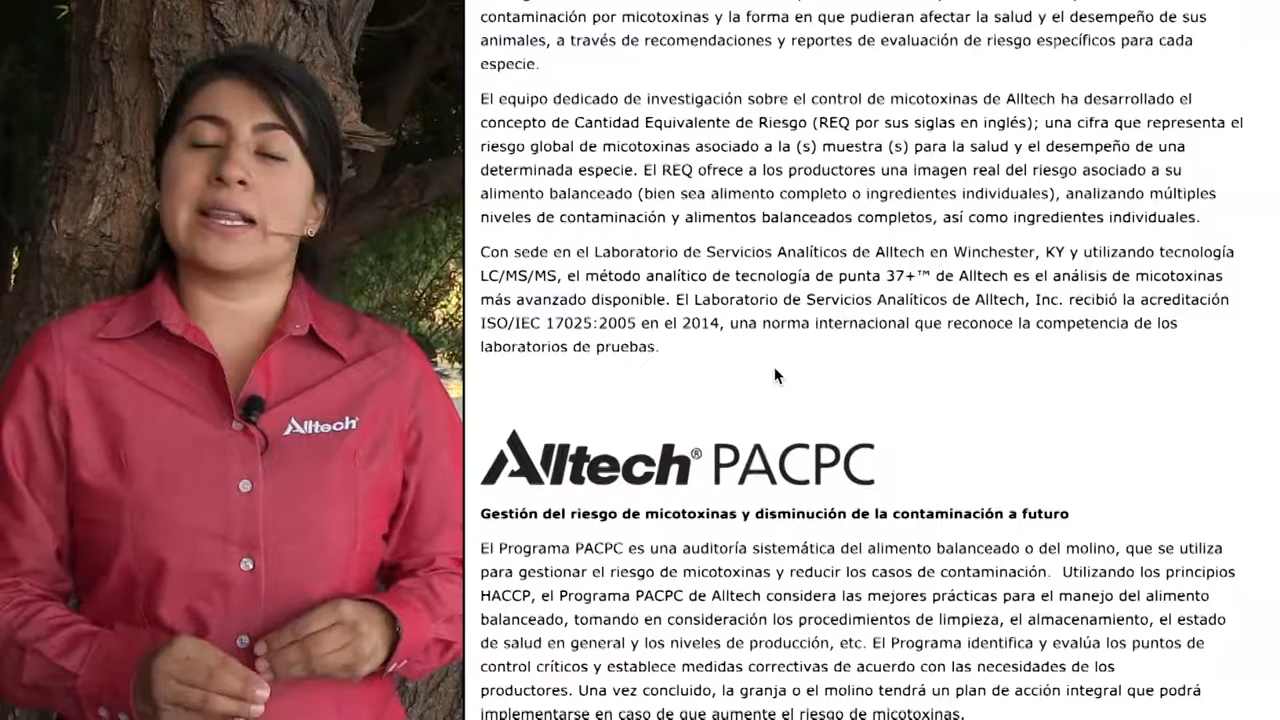 contaminación por micotoxinas y la forma en que pudieran afectar la salud y el desempeño de sus
animales, a través de recomendaciones y reportes de evaluación de riesgo específicos para cada
especie.
El equipo dedicado de investigación sobre el control de micotoxinas de Alltech ha desarrollado el
concepto de Cantidad Equivalente de Riesgo (REQ por sus siglas en inglés); una cifra que representa el
riesgo global de micotoxinas asociado a la (s) muestra (s) para la salud y el desempeño de una
determinada especie. El REQ ofrece a los productores una imagen real del riesgo asociado a su
alimento balanceado (bien sea alimento completo o ingredientes individuales), analizando múltiples
niveles de contaminación y alimentos balanceados completos, así como ingredientes individuales.
Con sede en el Laboratorio de Servicios Analíticos de Alltech en Winchester, KY y utilizando tecnología
LC/MS/MS, el método analítico de tecnología de punta 37+™ de Alltech es el análisis de micotoxinas
más avanzado disponible. El Laboratorio de Servicios Analíticos de Alltech, Inc. recibió la acreditación
ISO/IEC 17025:2005 en el 2014, una norma internacional que reconoce la competencia de los
laboratorios de pruebas.
Alltech® PACPC
Gestión del riesgo de micotoxinas y disminución de la contaminación a futuro
El Programa PACPC es una auditoría sistemática del alimento balanceado o del molino, que se utiliza
para gestionar el riesgo de micotoxinas y reducir los casos de contaminación.  Utilizando los principios
HACCP, el Programa PACPC de Alltech considera las mejores prácticas para el manejo del alimento
balanceado, tomando en consideración los procedimientos de limpieza, el almacenamiento, el estado
de salud en general y los niveles de producción, etc. El Programa identifica y evalúa los puntos de
control críticos y establece medidas correctivas de acuerdo con las necesidades de los
productores. Una vez concluido, la granja o el molino tendrá un plan de acción integral que podrá
implementarse en caso de que aumente el riesgo de micotoxinas.
Alltech®